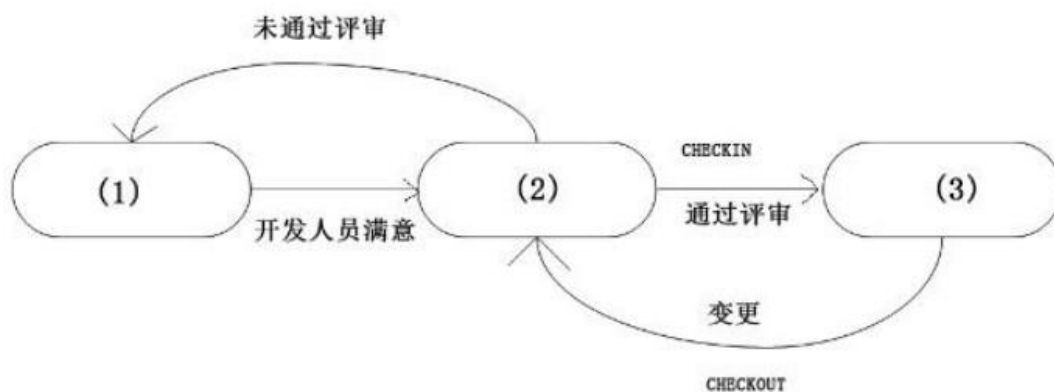 未通过评审
(1)
开发人员满意
(2)
CHECKIN
通过评审
(3)
变更
CHECKOUT